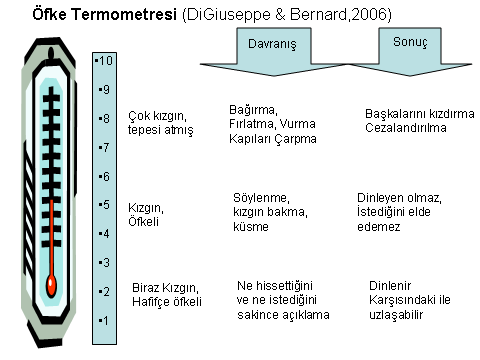 Öfke Termometresi (DiGiuseppe & Bernard,2006)
Davranış
Sonuç
•10
•9
•8
•7
•6
•5
•4
•3
•2
•1
Çok kızgın,
tepesi atmış
Bağırma,
Fırlatma, Vurma
Kapıları Çarpma
Başkalarını kızdırma
Cezalandırılma
Kızgın,
Öfkeli
Söylenme,
kızgın bakma,
küsme
Dinleyen olmaz,
İstediğini elde
edemez
Biraz Kızgın,
Hafifçe öfkeli
Ne hissettiğini
ve ne istediğini
sakince açıklama
Dinlenir
Karşısındaki ile
uzlaşabilir